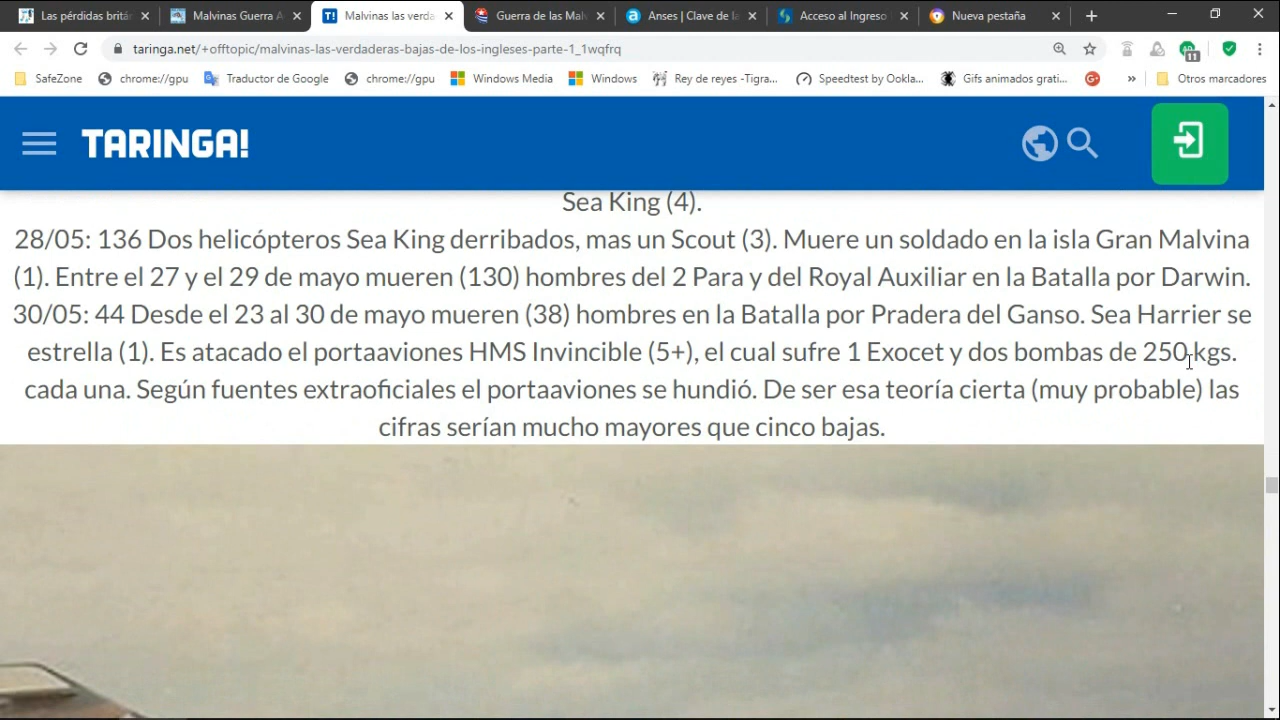 Las pérdidas britár
Malvinas Guerra A
Malvinas las verda
Guerra de las Mal
Anses | Clave de la
Acceso al Ingreso
Nueva pestaña
taringa.net/+offtopic/malvinas-las-verdaderas-bajas-de-los-ingleses-parte-1_1wqfrq
11
SafeZone
chrome://gpu
Traductor de Google
chrome://gpu
Windows Media
Windows
Rey de reyes -Tigra...
Speedtest by Ookla...
Gifs animados grati...
»
Otros marcadores
TARINGA!
Sea King (4).
28/05: 136 Dos helicópteros Sea King derribados, mas un Scout (3). Muere un soldado en la isla Gran Malvina
(1). Entre el 27 y el 29 de mayo mueren (130) hombres del 2 Para y del Royal Auxiliar en la Batalla por Darwin.
30/05: 44 Desde el 23 al 30 de mayo mueren (38) hombres en la Batalla por Pradera del Ganso. Sea Harrier se
estrella (1). Es atacado el portaaviones HMS Invincible (5+), el cual sufre 1 Exocet y dos bombas de 250 kgs.
cada una. Según fuentes extraoficiales el portaaviones se hundió. De ser esa teoría cierta (muy probable) las
cifras serían mucho mayores que cinco bajas.